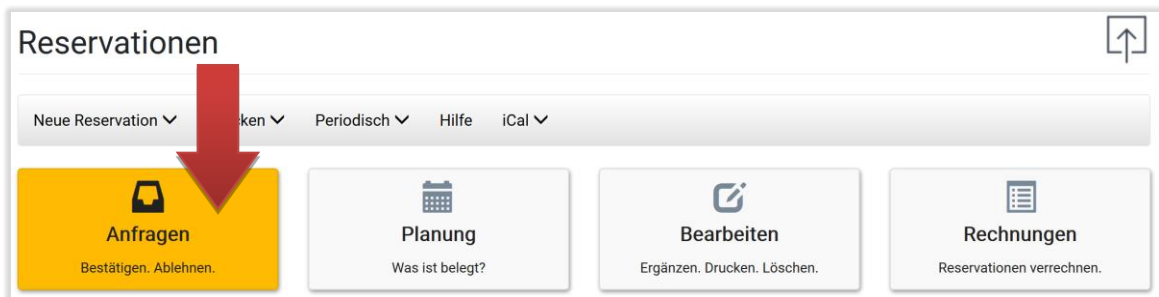 Reservationen
Neue Reservation Periodisch Hilfe iCal
Anfragen Planung Bearbeiten Rechnungen
Bestätigen. Ablehnen. Was ist belegt? Ergänzen. Drucken. Löschen. Reservationen verrechnen.